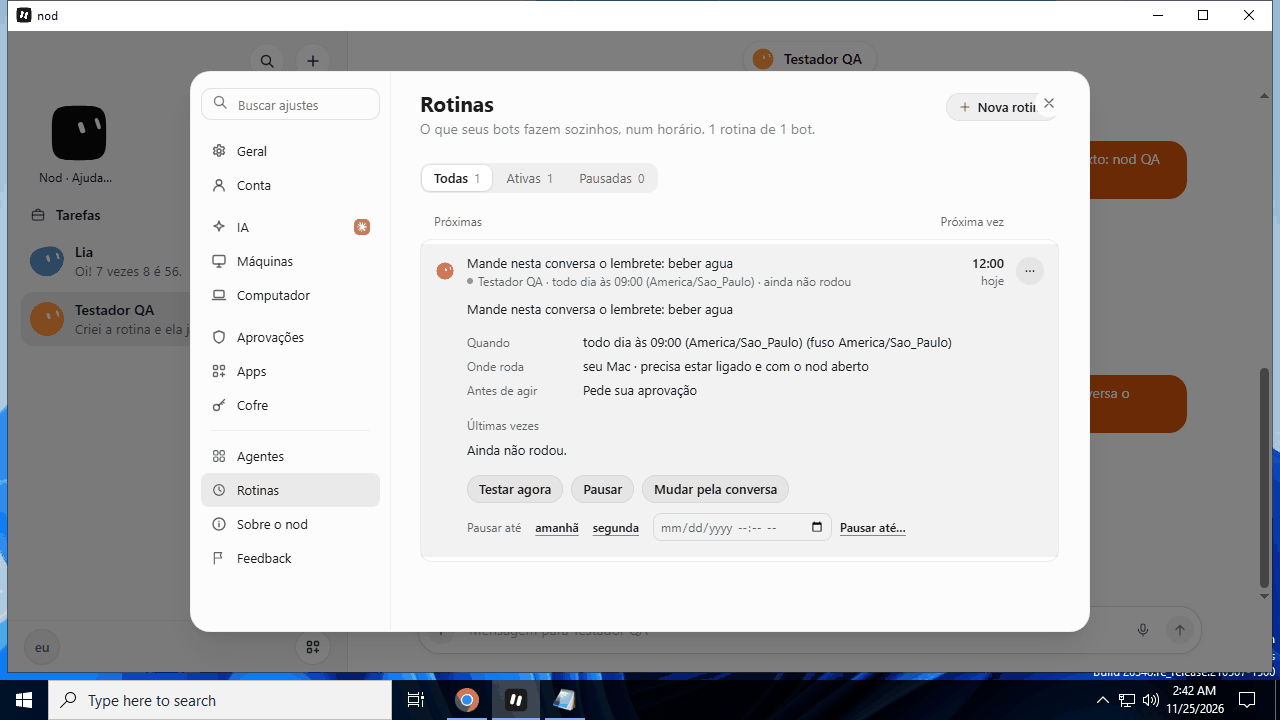 nod
Testador QA
Nod · Ajuda...
Tarefas
Lia
Oi! 7 vezes 8 é 56.
Testador QA
Criei a rotina e ela j
eu
xto: nod QA
versa o
Mensagem para Testador QA
Buscar ajustes
Geral
Conta
IA
Máquinas
Computador
Aprovações
Apps
Cofre
Agentes
Rotinas
Sobre o nod
Feedback
Rotinas
Nova roti
O que seus bots fazem sozinhos, num horário. 1 rotina de 1 bot.
Todas 1 Ativas 1 Pausadas 0
Próximas Próxima vez
Mande nesta conversa o lembrete: beber agua 12:00
Testador QA · todo dia às 09:00 (America/Sao_Paulo) · ainda não rodou hoje
Mande nesta conversa o lembrete: beber agua
Quando todo dia às 09:00 (America/Sao_Paulo) (fuso America/Sao_Paulo)
Onde roda seu Mac · precisa estar ligado e com o nod aberto
Antes de agir Pede sua aprovação
Últimas vezes
Ainda não rodou.
Testar agora Pausar Mudar pela conversa
Pausar até amanhã segunda mm/dd/yyyy --:-- -- Pausar até...
Type here to search
2:42 AM
11/25/2026